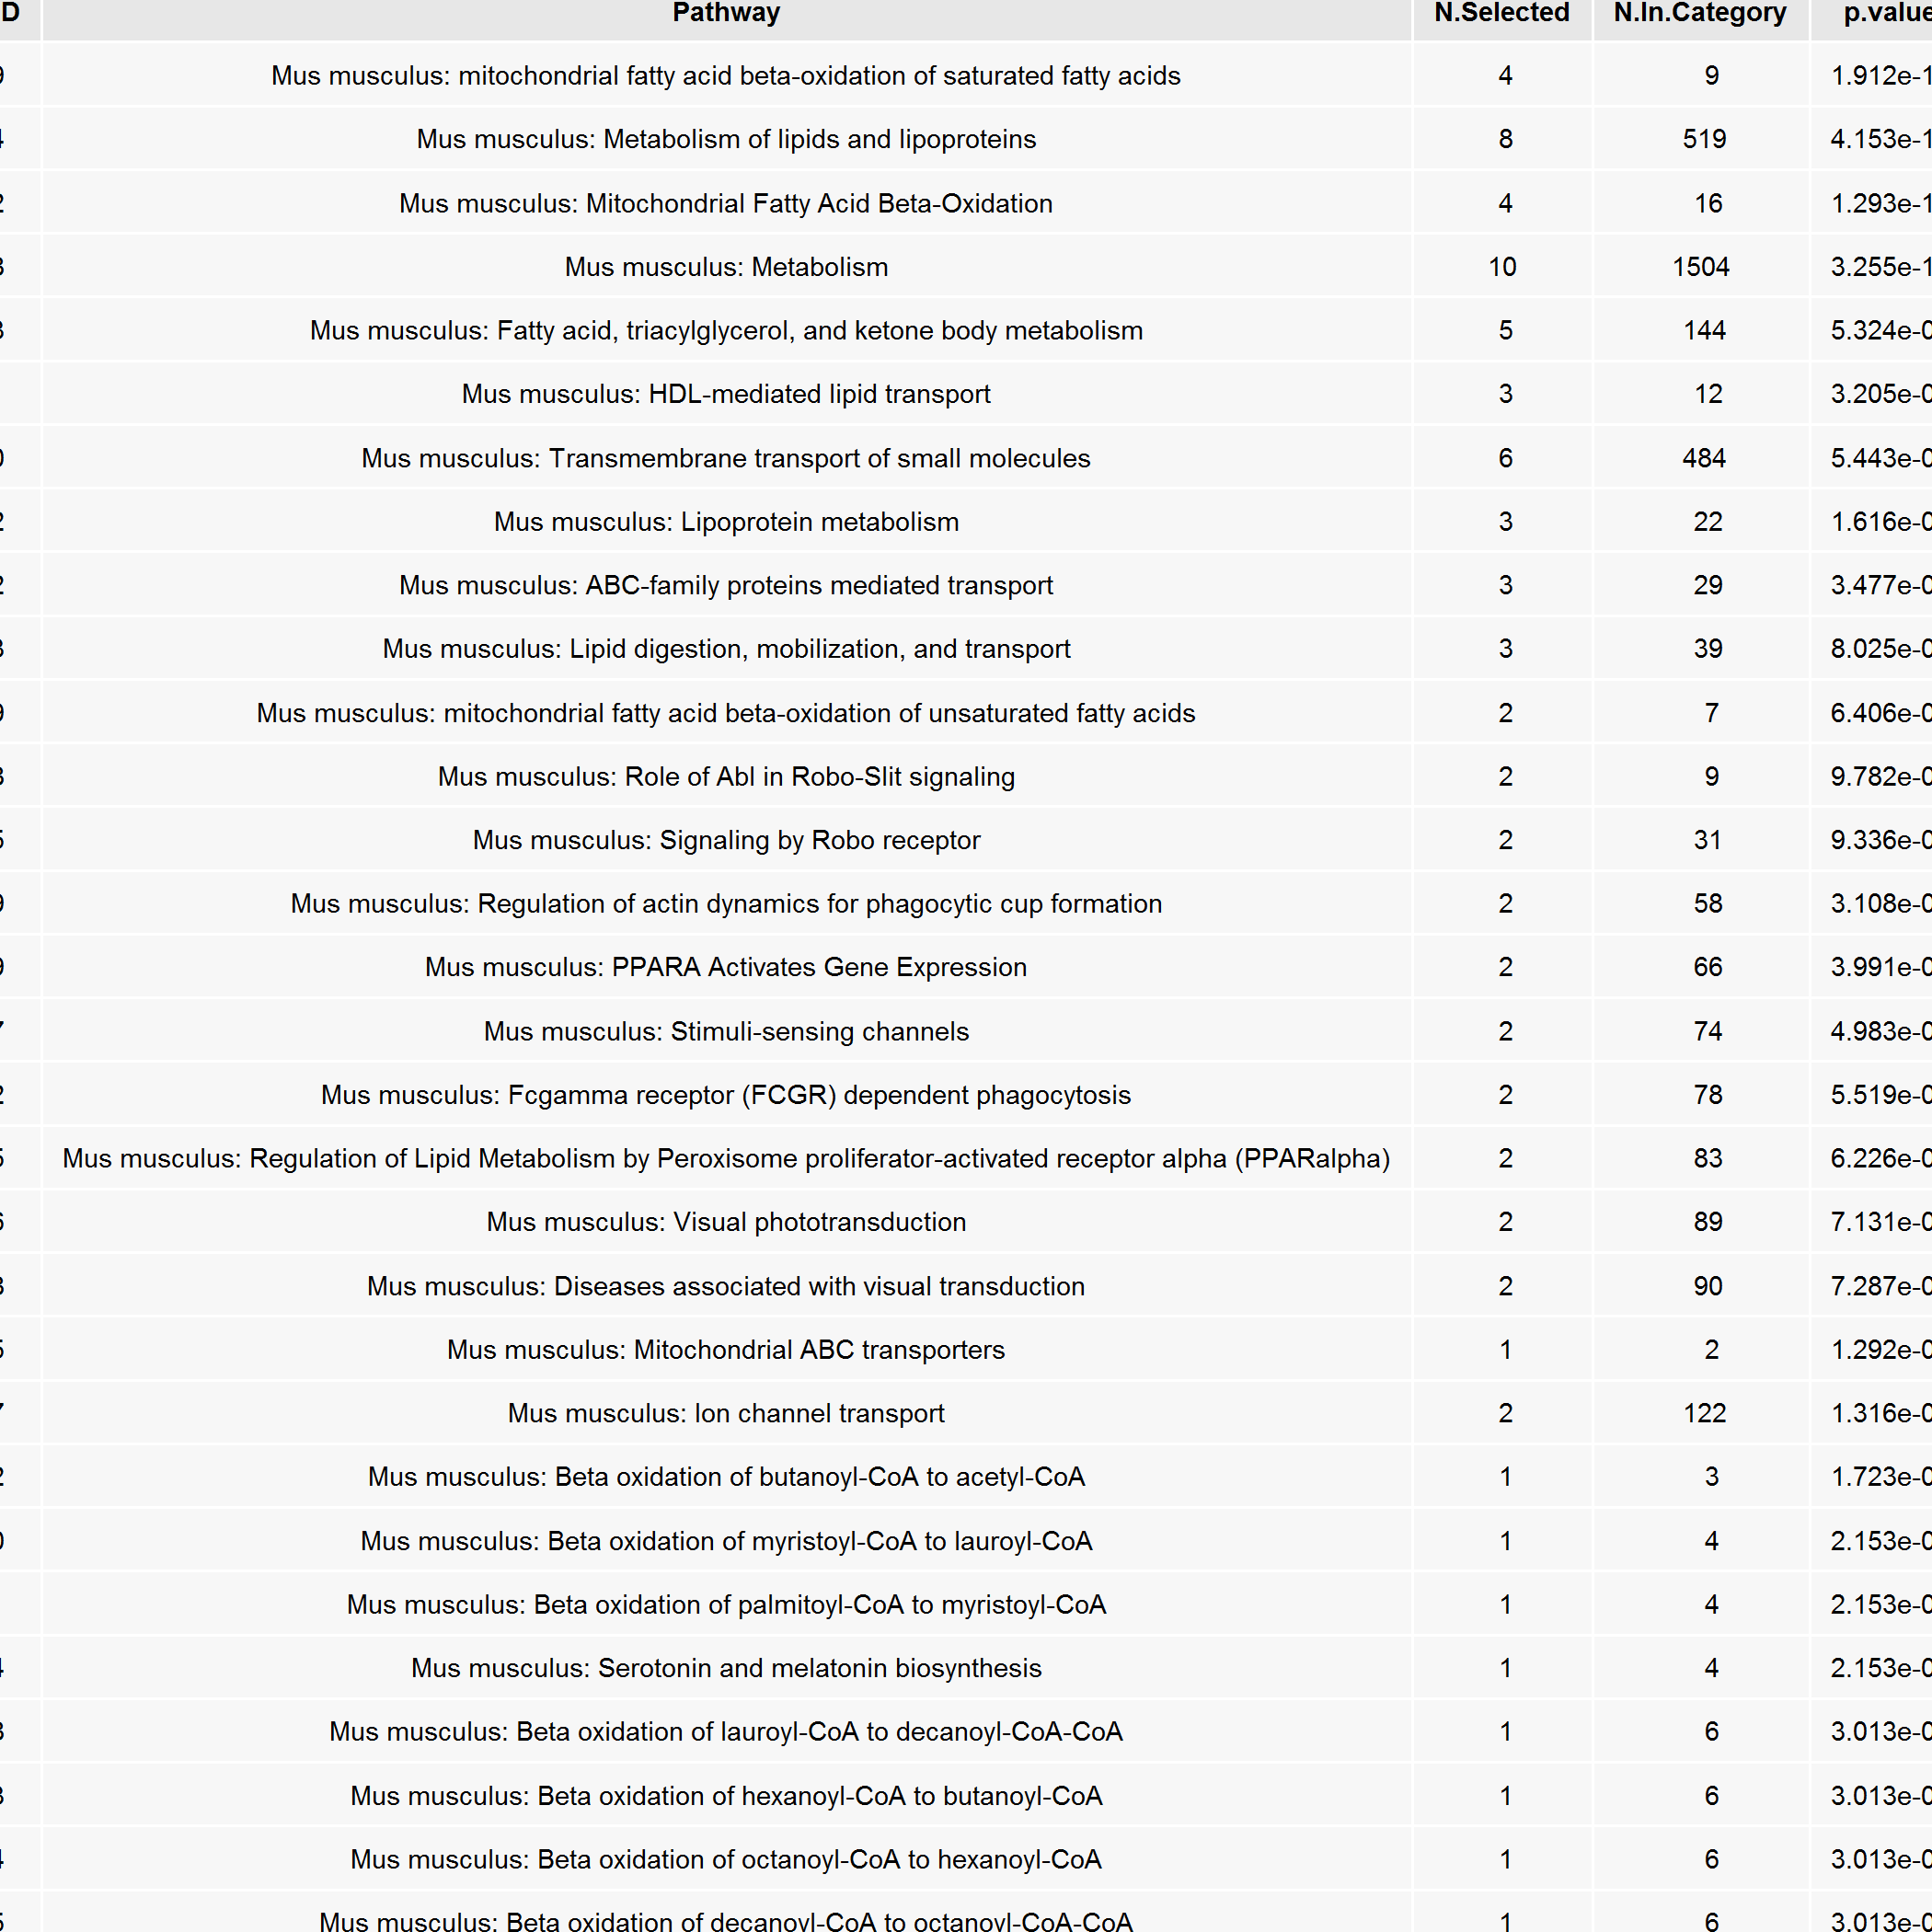 D Pathway N.Selected N.In.Category p.value
9 Mus musculus: mitochondrial fatty acid beta-oxidation of saturated fatty acids 4 9 1.912e-1
4 Mus musculus: Metabolism of lipids and lipoproteins 8 519 4.153e-1
2 Mus musculus: Mitochondrial Fatty Acid Beta-Oxidation 4 16 1.293e-1
3 Mus musculus: Metabolism 10 1504 3.255e-1
3 Mus musculus: Fatty acid, triacylglycerol, and ketone body metabolism 5 144 5.324e-0
Mus musculus: HDL-mediated lipid transport 3 12 3.205e-0
0 Mus musculus: Transmembrane transport of small molecules 6 484 5.443e-0
2 Mus musculus: Lipoprotein metabolism 3 22 1.616e-0
2 Mus musculus: ABC-family proteins mediated transport 3 29 3.477e-0
3 Mus musculus: Lipid digestion, mobilization, and transport 3 39 8.025e-0
9 Mus musculus: mitochondrial fatty acid beta-oxidation of unsaturated fatty acids 2 7 6.406e-0
3 Mus musculus: Role of Abl in Robo-Slit signaling 2 9 9.782e-0
5 Mus musculus: Signaling by Robo receptor 2 31 9.336e-0
9 Mus musculus: Regulation of actin dynamics for phagocytic cup formation 2 58 3.108e-0
9 Mus musculus: PPARA Activates Gene Expression 2 66 3.991e-0
7 Mus musculus: Stimuli-sensing channels 2 74 4.983e-0
2 Mus musculus: Fcgamma receptor (FCGR) dependent phagocytosis 2 78 5.519e-0
5 Mus musculus: Regulation of Lipid Metabolism by Peroxisome proliferator-activated receptor alpha (PPARalpha) 2 83 6.226e-0
6 Mus musculus: Visual phototransduction 2 89 7.131e-0
3 Mus musculus: Diseases associated with visual transduction 2 90 7.287e-0
5 Mus musculus: Mitochondrial ABC transporters 1 2 1.292e-0
7 Mus musculus: Ion channel transport 2 122 1.316e-0
2 Mus musculus: Beta oxidation of butanoyl-CoA to acetyl-CoA 1 3 1.723e-0
0 Mus musculus: Beta oxidation of myristoyl-CoA to lauroyl-CoA 1 4 2.153e-0
Mus musculus: Beta oxidation of palmitoyl-CoA to myristoyl-CoA 1 4 2.153e-0
4 Mus musculus: Serotonin and melatonin biosynthesis 1 4 2.153e-0
3 Mus musculus: Beta oxidation of lauroyl-CoA to decanoyl-CoA-CoA 1 6 3.013e-0
3 Mus musculus: Beta oxidation of hexanoyl-CoA to butanoyl-CoA 1 6 3.013e-0
4 Mus musculus: Beta oxidation of octanoyl-CoA to hexanoyl-CoA 1 6 3.013e-0
5 Mus musculus: Beta oxidation of decanoyl-CoA to octanoyl-CoA-CoA 1 6 3.013e-0